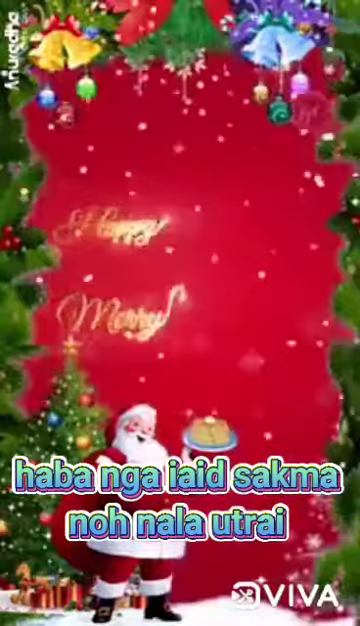 Anuradha
Happy
Merry
haba nga iaid sakma
noh nala utrai
VIVA